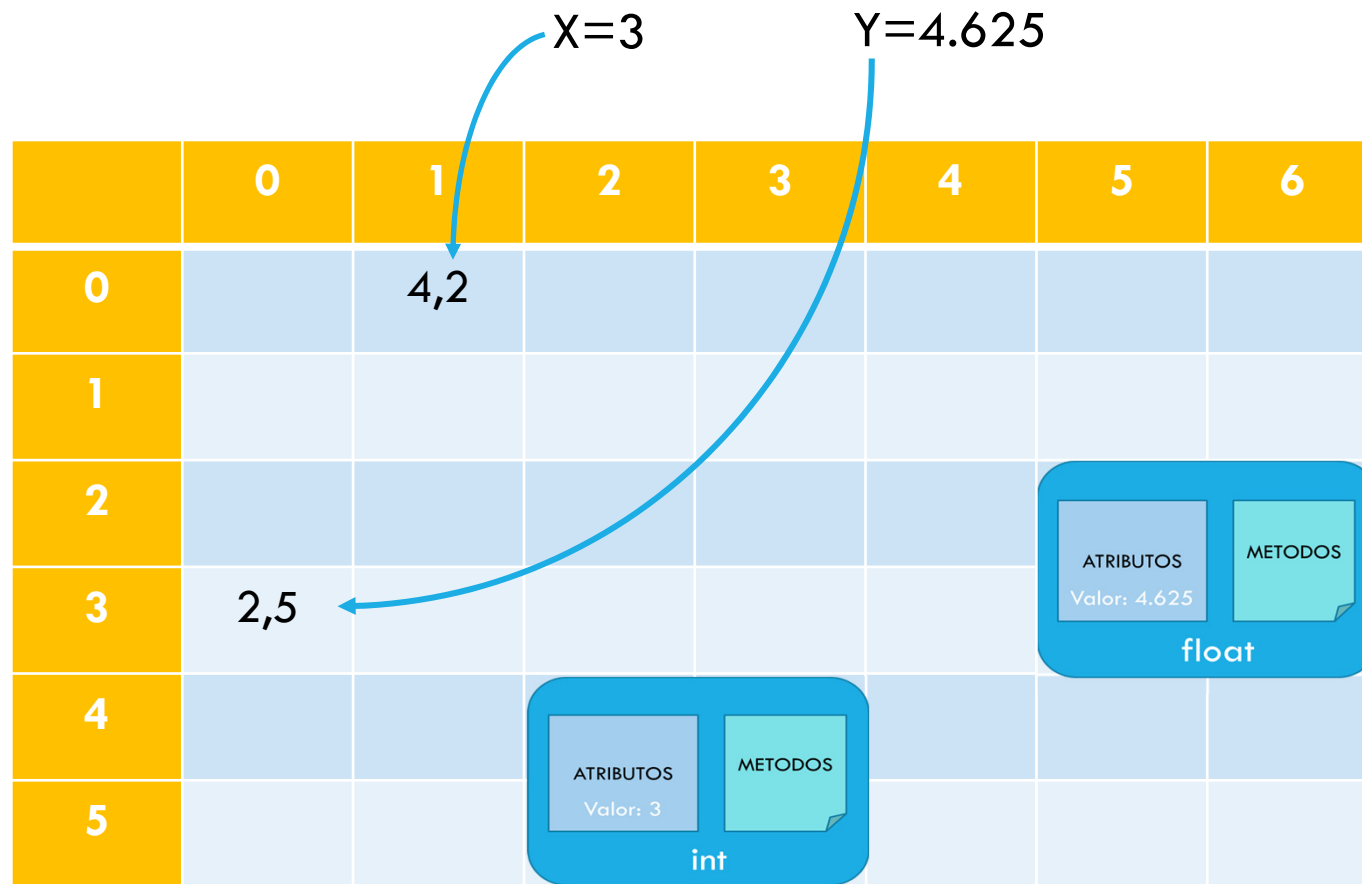 X=3 Y=4.625
0 1 2 3 4 5 6
0 4,2
1
2
ATRIBUTOS METODOS
Valor: 4.625
3 2,5
float
4
ATRIBUTOS METODOS
Valor: 3
5
int